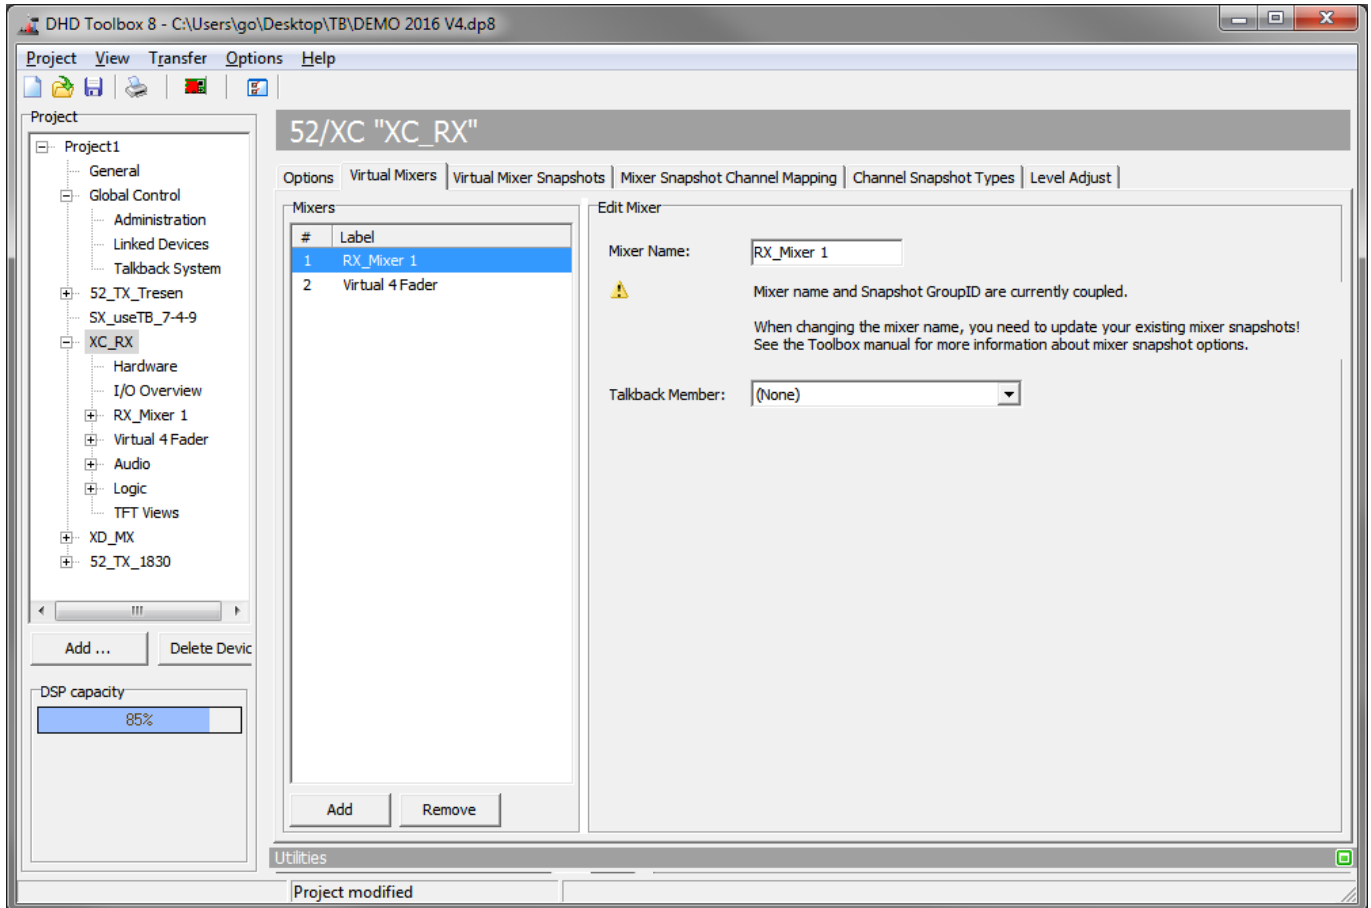 DHD Toolbox 8 - C:\Users\go\Desktop\TB\DEMO 2016 V4.dp8
Project View Transfer Options Help
Project
Project1
General
Global Control
Administration
Linked Devices
Talkback System
52_TX_Tresen
SX_useTB_7-4-9
XC_RX
Hardware
I/O Overview
RX_Mixer 1
Virtual 4 Fader
Audio
Logic
TFT Views
XD_MX
52_TX_1830
Add ... Delete Devic
DSP capacity
85%
52/XC "XC_RX"
Options Virtual Mixers Virtual Mixer Snapshots Mixer Snapshot Channel Mapping Channel Snapshot Types Level Adjust
Mixers
# Label
1 RX_Mixer 1
2 Virtual 4 Fader
Add Remove
Edit Mixer
Mixer Name: RX_Mixer 1
Mixer name and Snapshot GroupID are currently coupled.
When changing the mixer name, you need to update your existing mixer snapshots!
See the Toolbox manual for more information about mixer snapshot options.
Talkback Member: (None)
Utilities
Project modified